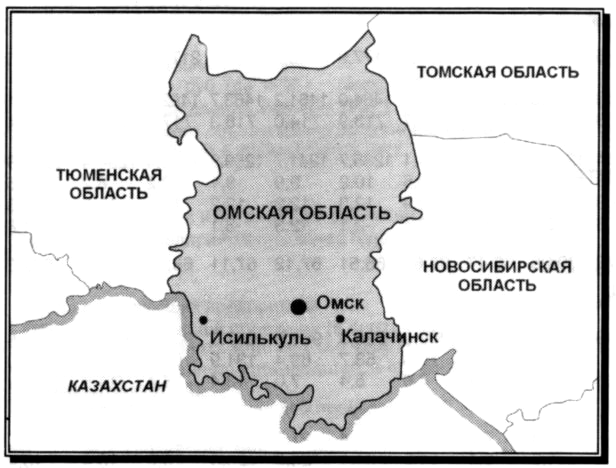 ТОМСКАЯ ОБЛАСТЬ
ТЮМЕНСКАЯ
ОБЛАСТЬ
ОМСКАЯ ОБЛАСТЬ
НОВОСИБИРСКАЯ
ОБЛАСТЬ
Омск
Исилькуль
Калачинск
КАЗАХСТАН